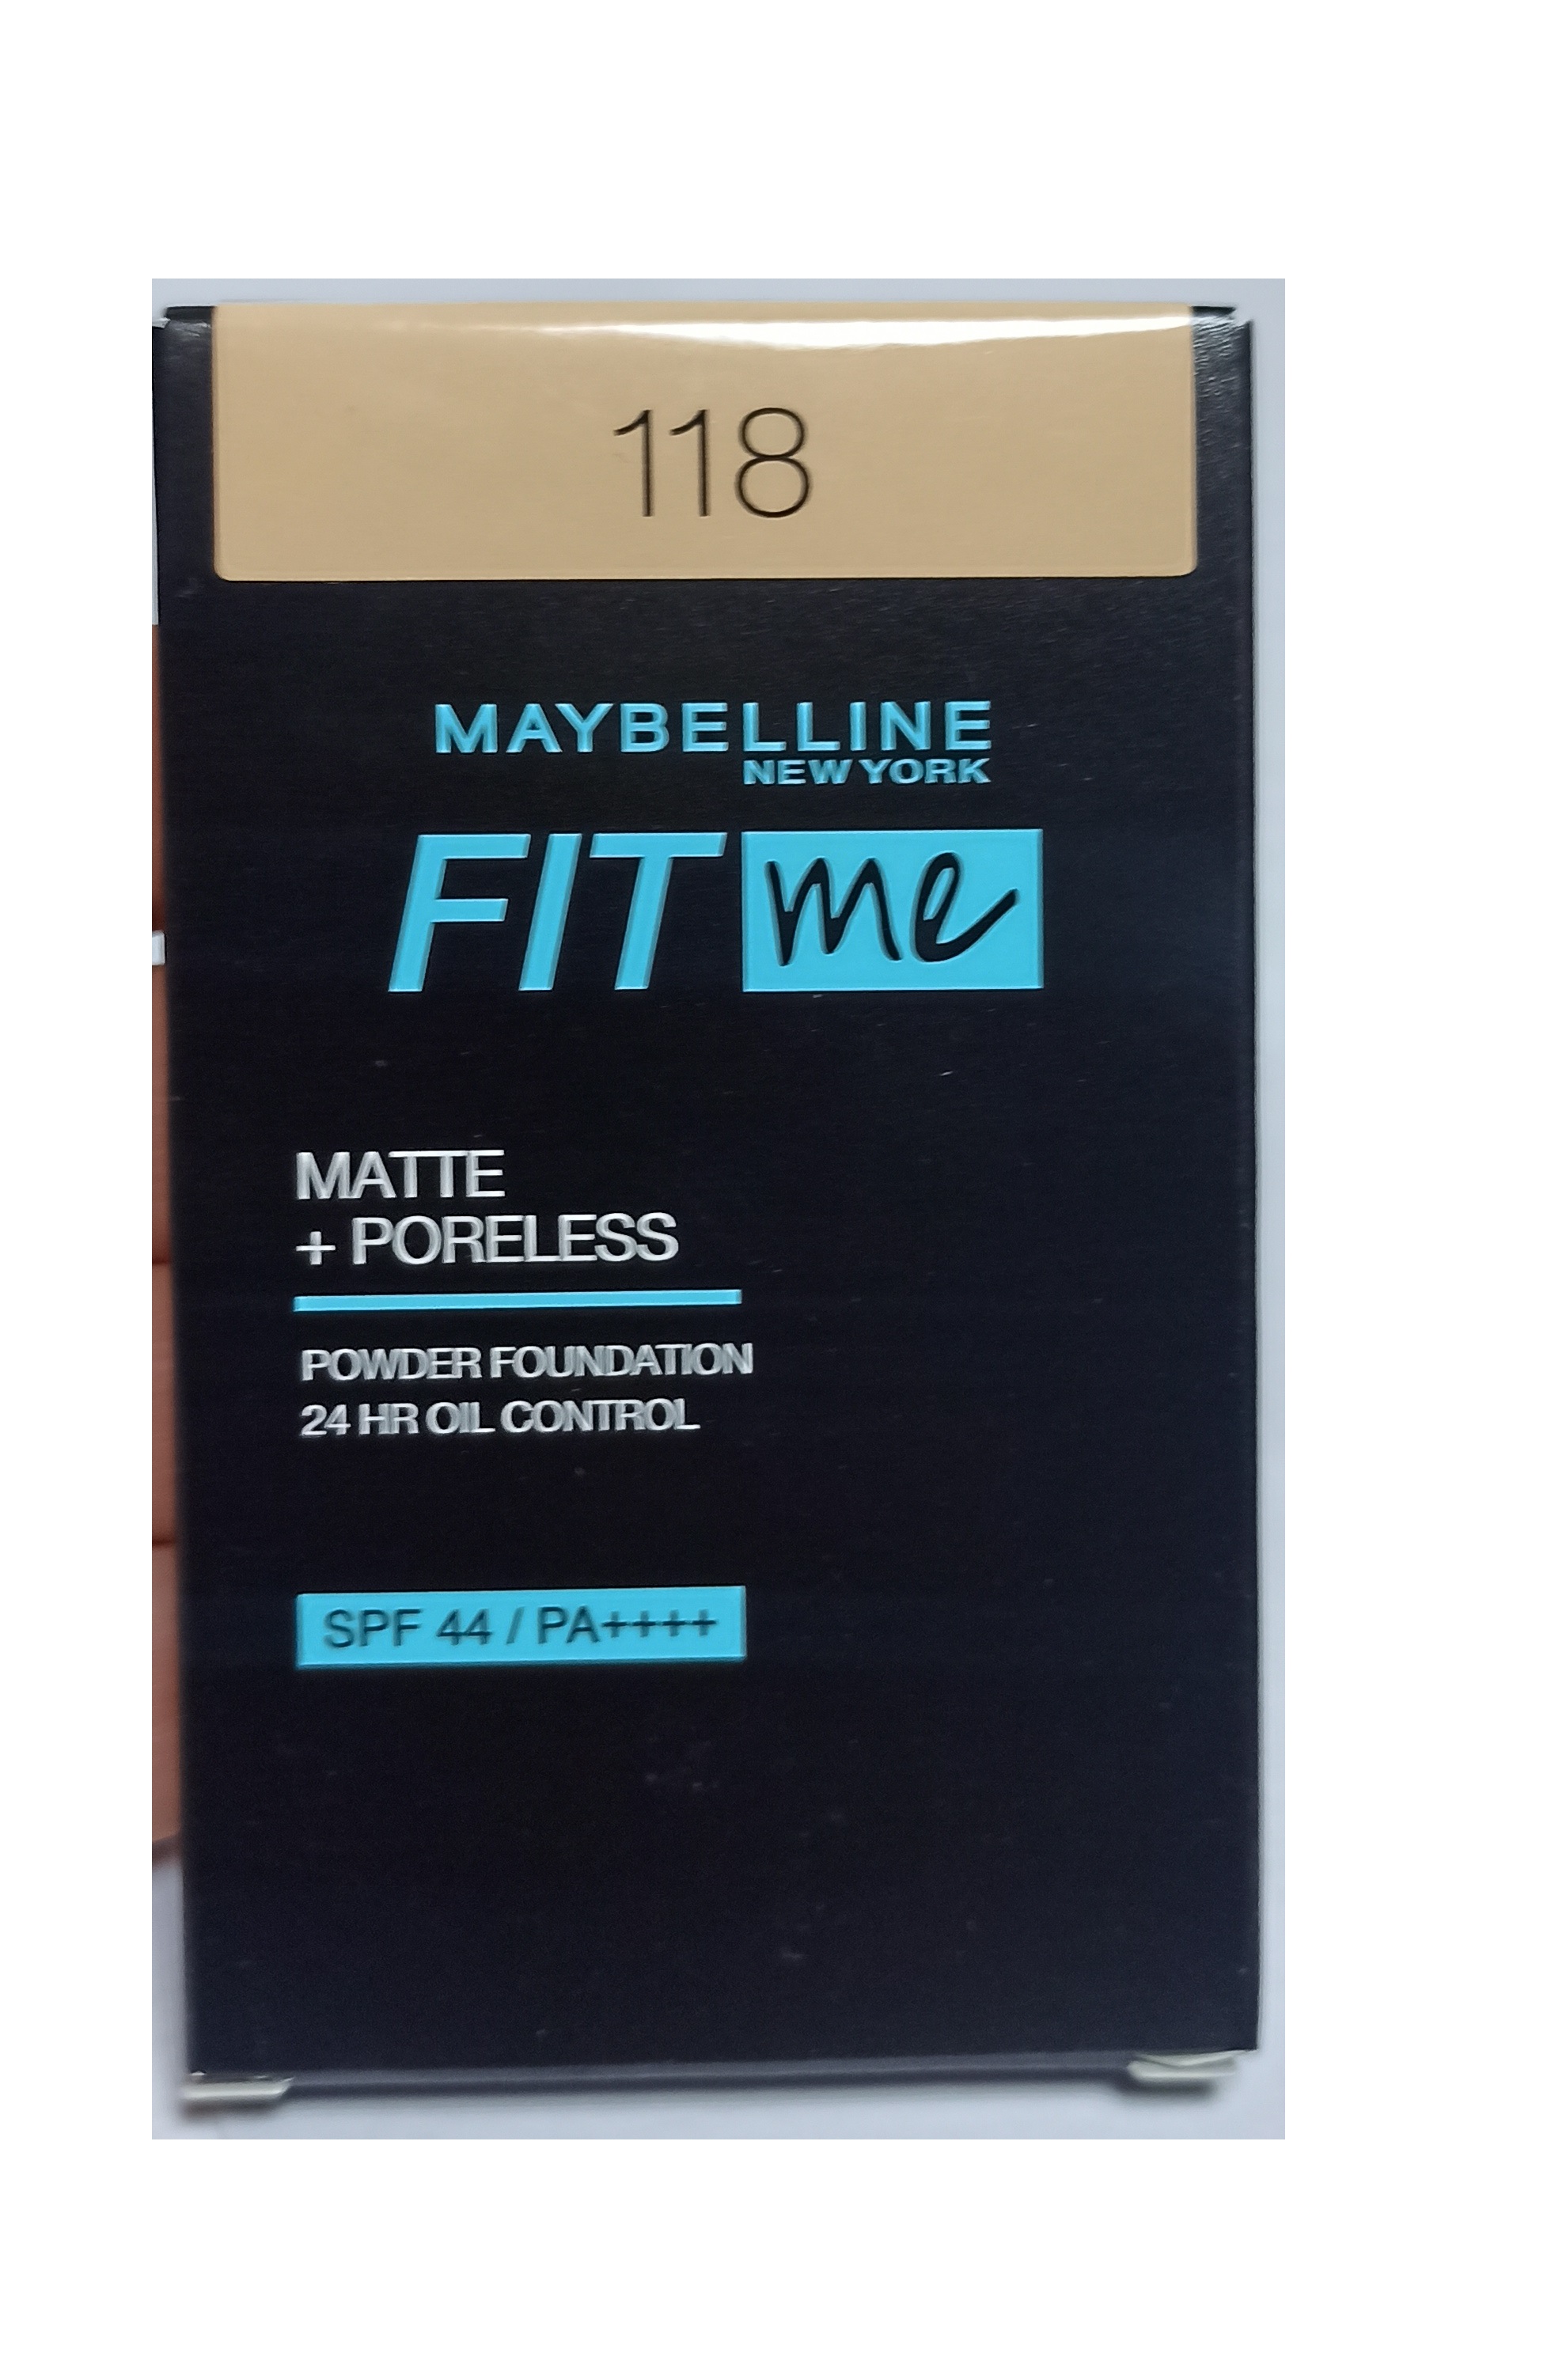 118
MAYBELLINE
NEW YORK
FIT me
MATTE
+ PORELESS
POWDER FOUNDATION
24 HR OIL CONTROL
SPF 44 / PA++++